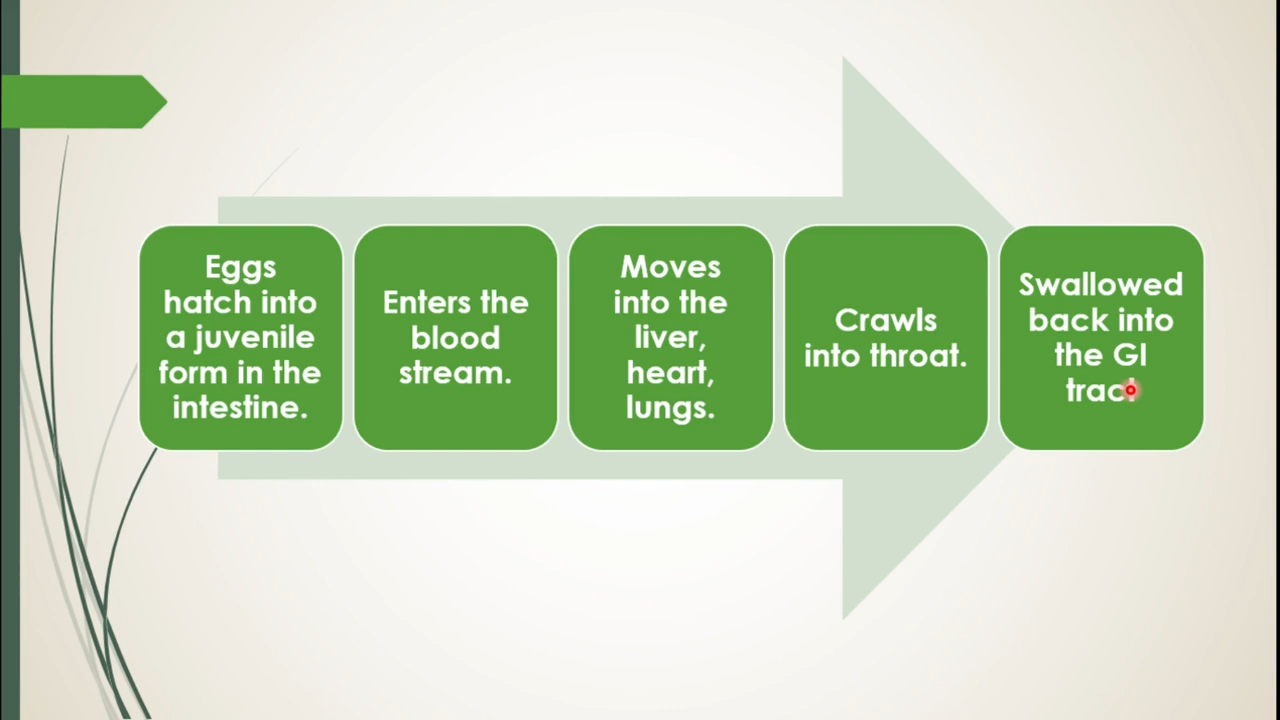 Eggs
hatch into
a juvenile
form in the
intestine.
Enters the
blood
stream.
Moves
into the
liver,
heart,
lungs.
Crawls
into throat.
Swallowed
back into
the GI
tract